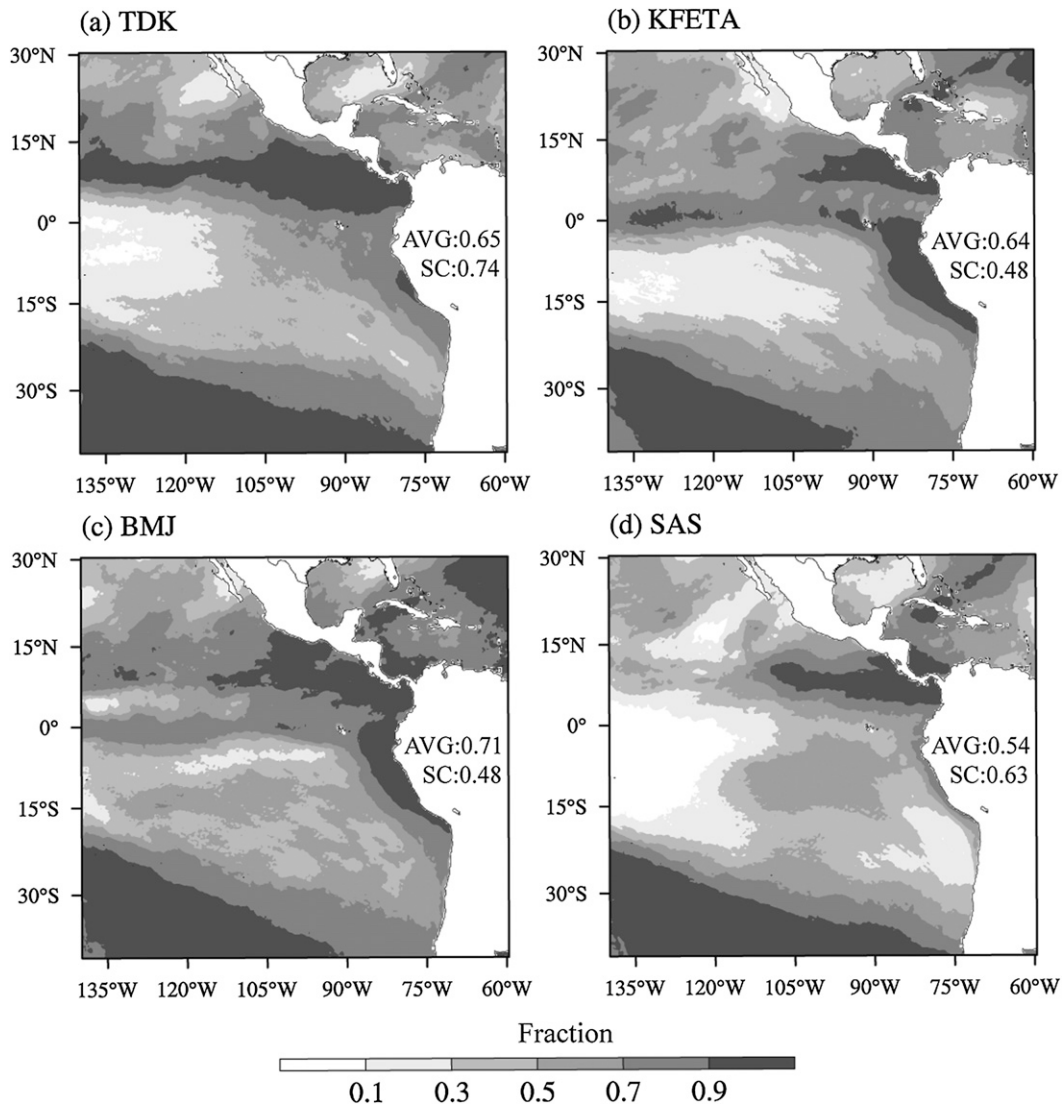 (a) TDK
(b) KFETA
30°N
15°N
0°
15°S
30°S
AVG:0.65
SC:0.74
135°W 120°W 105°W 90°W 75°W 60°W
30°N
15°N
0°
15°S
30°S
AVG:0.64
SC:0.48
135°W 120°W 105°W 90°W 75°W 60°W
(c) BMJ
(d) SAS
30°N
15°N
0°
15°S
30°S
AVG:0.71
SC:0.48
135°W 120°W 105°W 90°W 75°W 60°W
30°N
15°N
0°
15°S
30°S
AVG:0.54
SC:0.63
135°W 120°W 105°W 90°W 75°W 60°W
Fraction
0.1 0.3 0.5 0.7 0.9